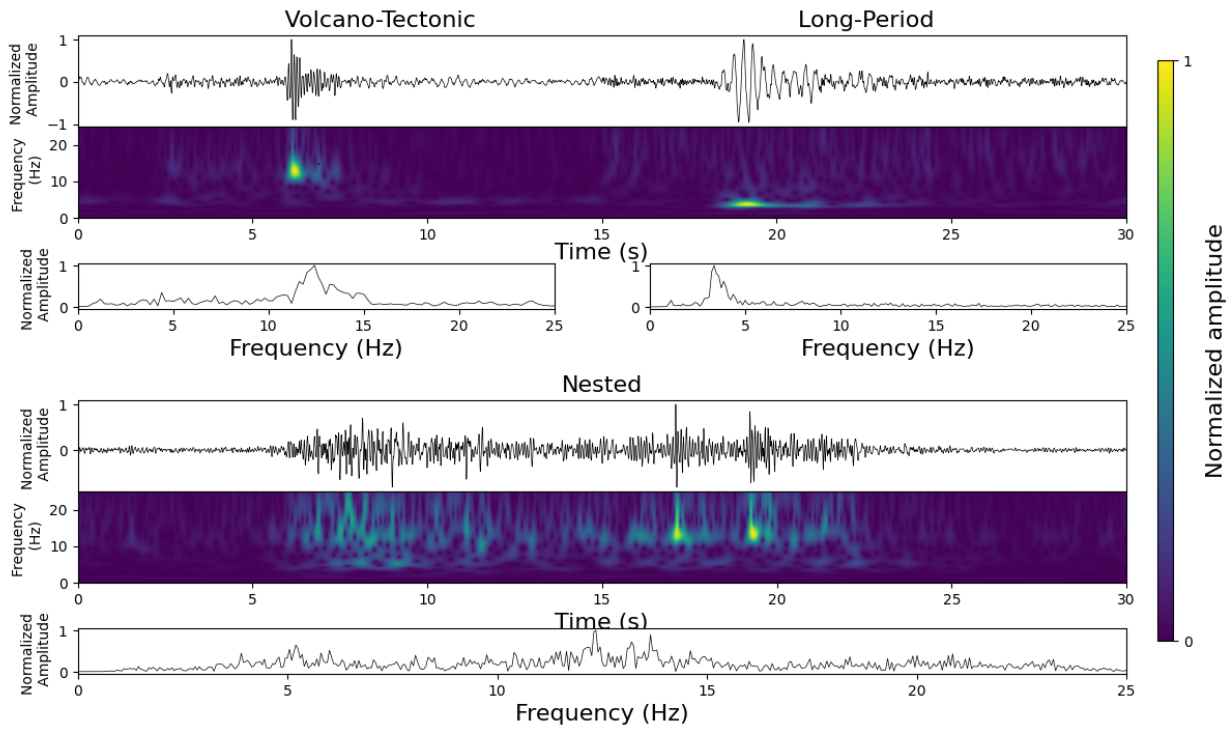 Volcano-Tectonic Long-Period
Normalized
Amplitude
1
0
−1
Frequency
(Hz)
20
10
0
0 5 10 15 20 25 30
Time (s)
Normalized
Amplitude
1
0
0 5 10 15 20 25
Frequency (Hz)
1
0
0 5 10 15 20 25
Frequency (Hz)
Nested
Normalized
Amplitude
1
0
Frequency
(Hz)
20
10
0
0 5 10 15 20 25 30
Time (s)
Normalized
Amplitude
1
0
0 5 10 15 20 25
Frequency (Hz)
1
0
Normalized amplitude